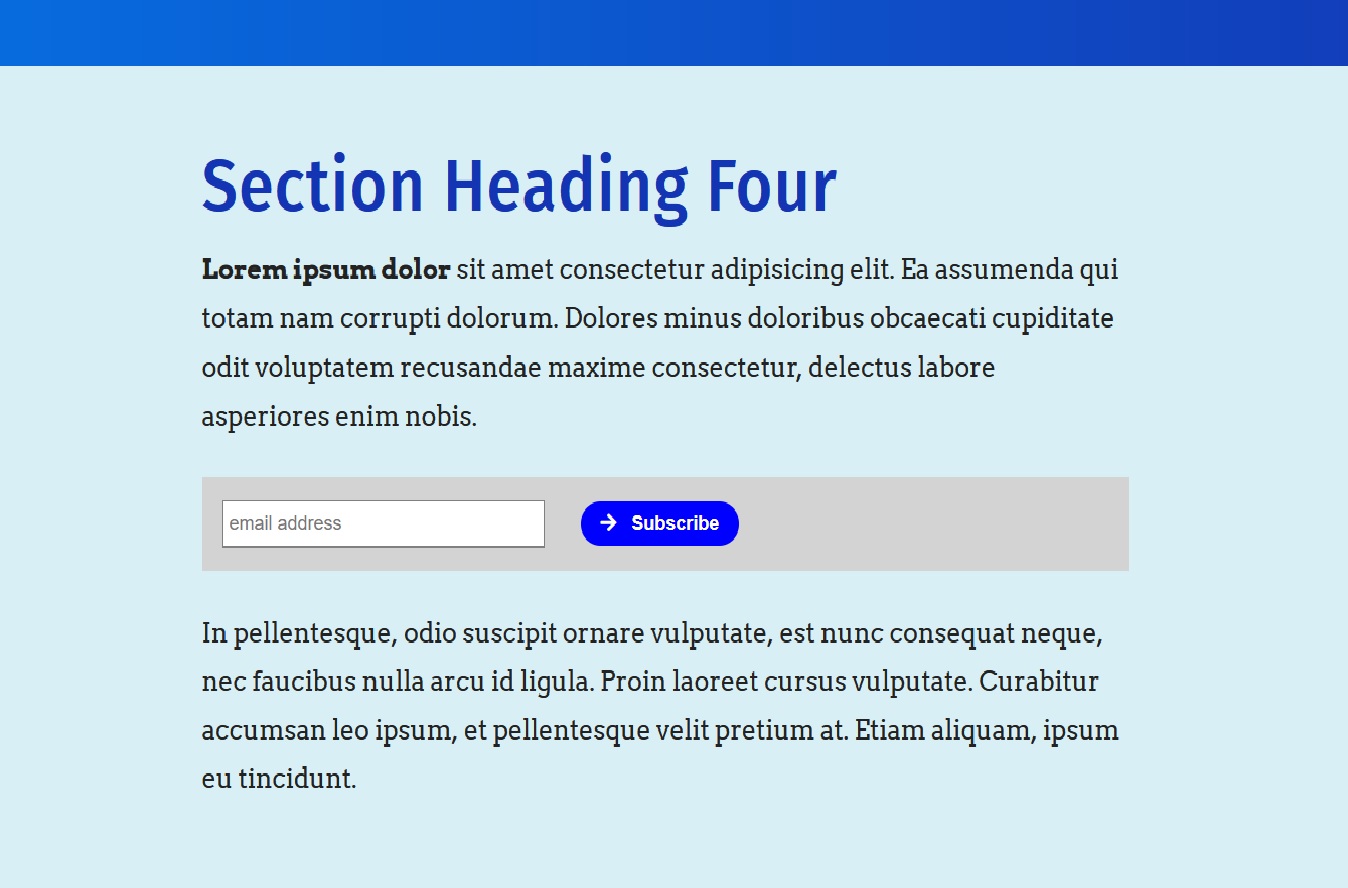 Section Heading Four
Lorem ipsum dolor sit amet consectetur adipisicing elit. Ea assumenda qui
totam nam corrupti dolorum. Dolores minus doloribus obcaecati cupiditate
odit voluptatem recusandae maxime consectetur, delectus labore
asperiores enim nobis.
email address
Subscribe
In pellentesque, odio suscipit ornare vulputate, est nunc consequat neque,
nec faucibus nulla arcu id ligula. Proin laoreet cursus vulputate. Curabitur
accumsan leo ipsum, et pellentesque velit pretium at. Etiam aliquam, ipsum
eu tincidunt.